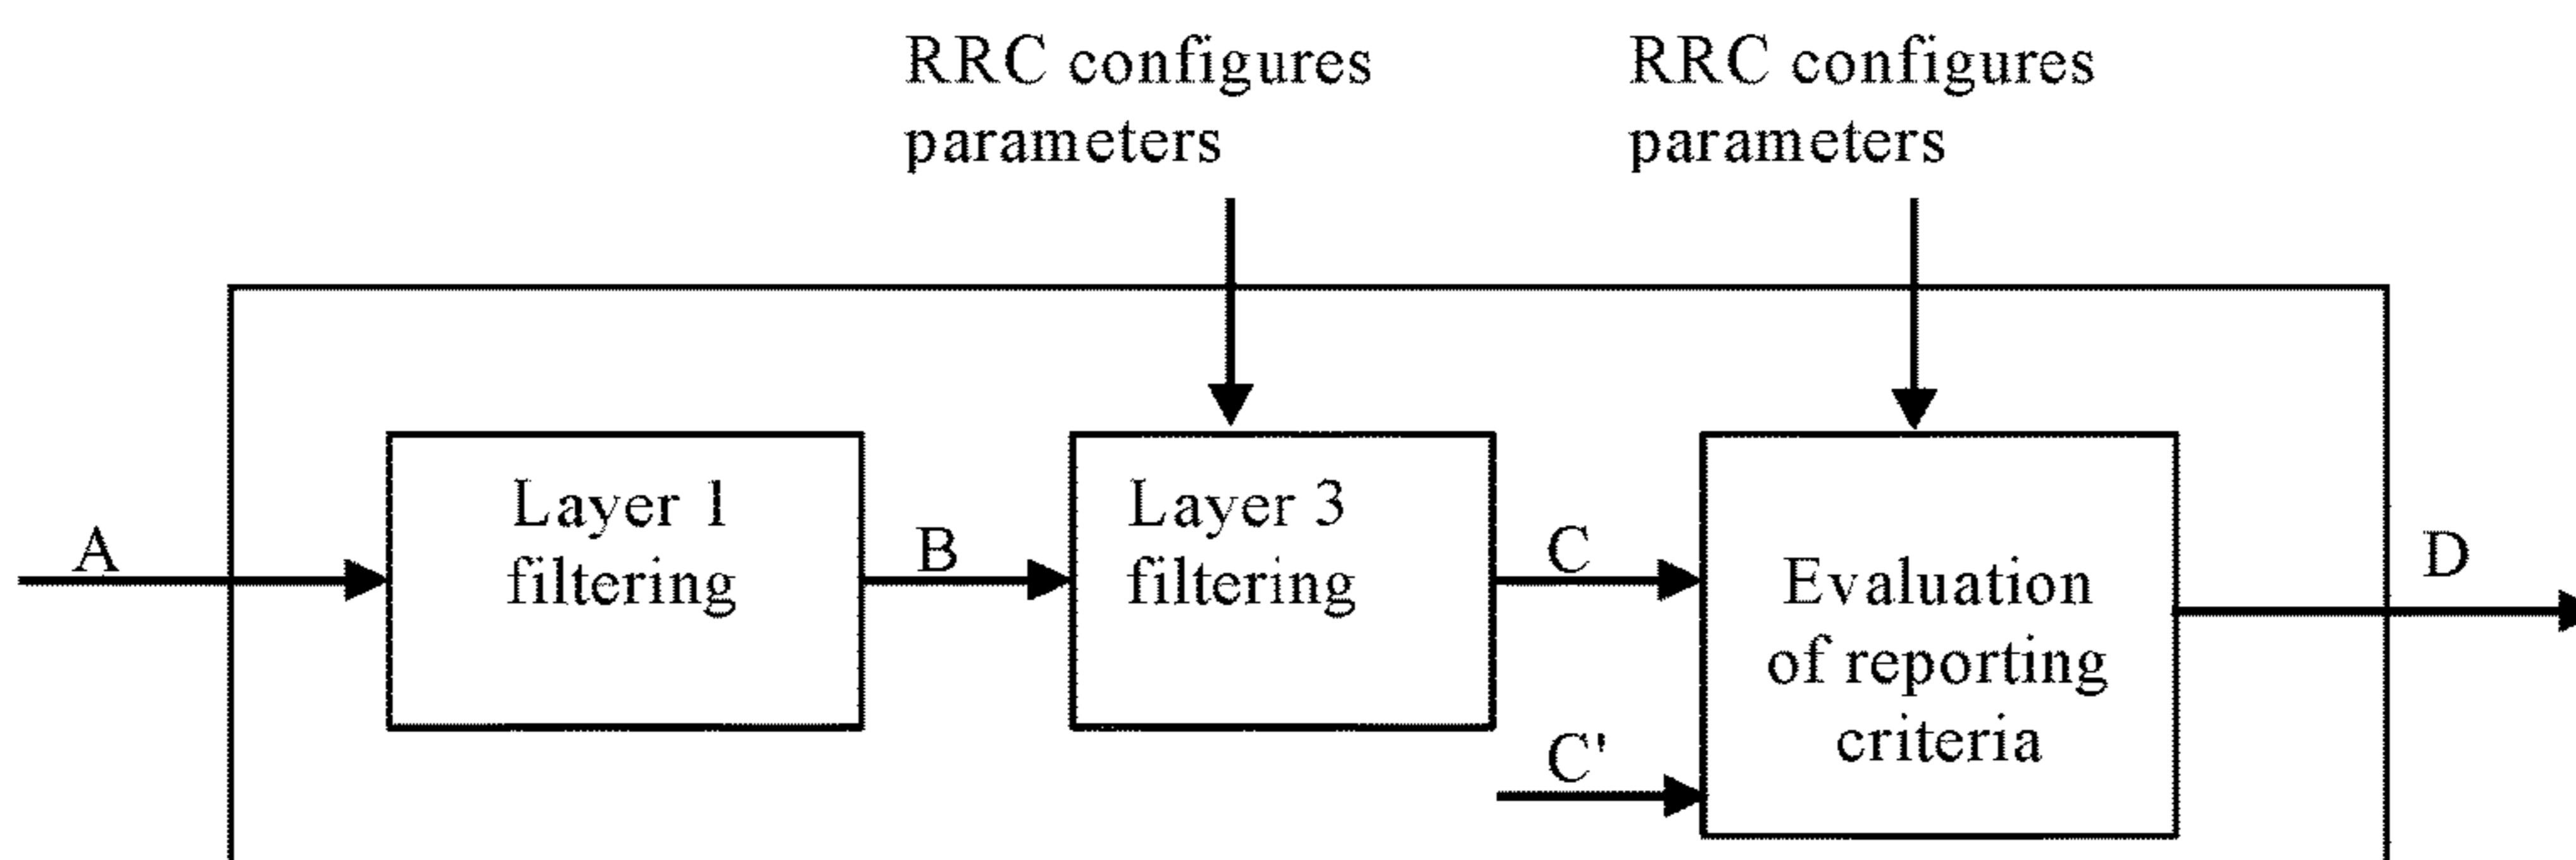 RRC configures
parameters
RRC configures
parameters
Layer 1
filtering
Layer 3
filtering
Evaluation
of reporting
criteria
A
B
C
C'
D